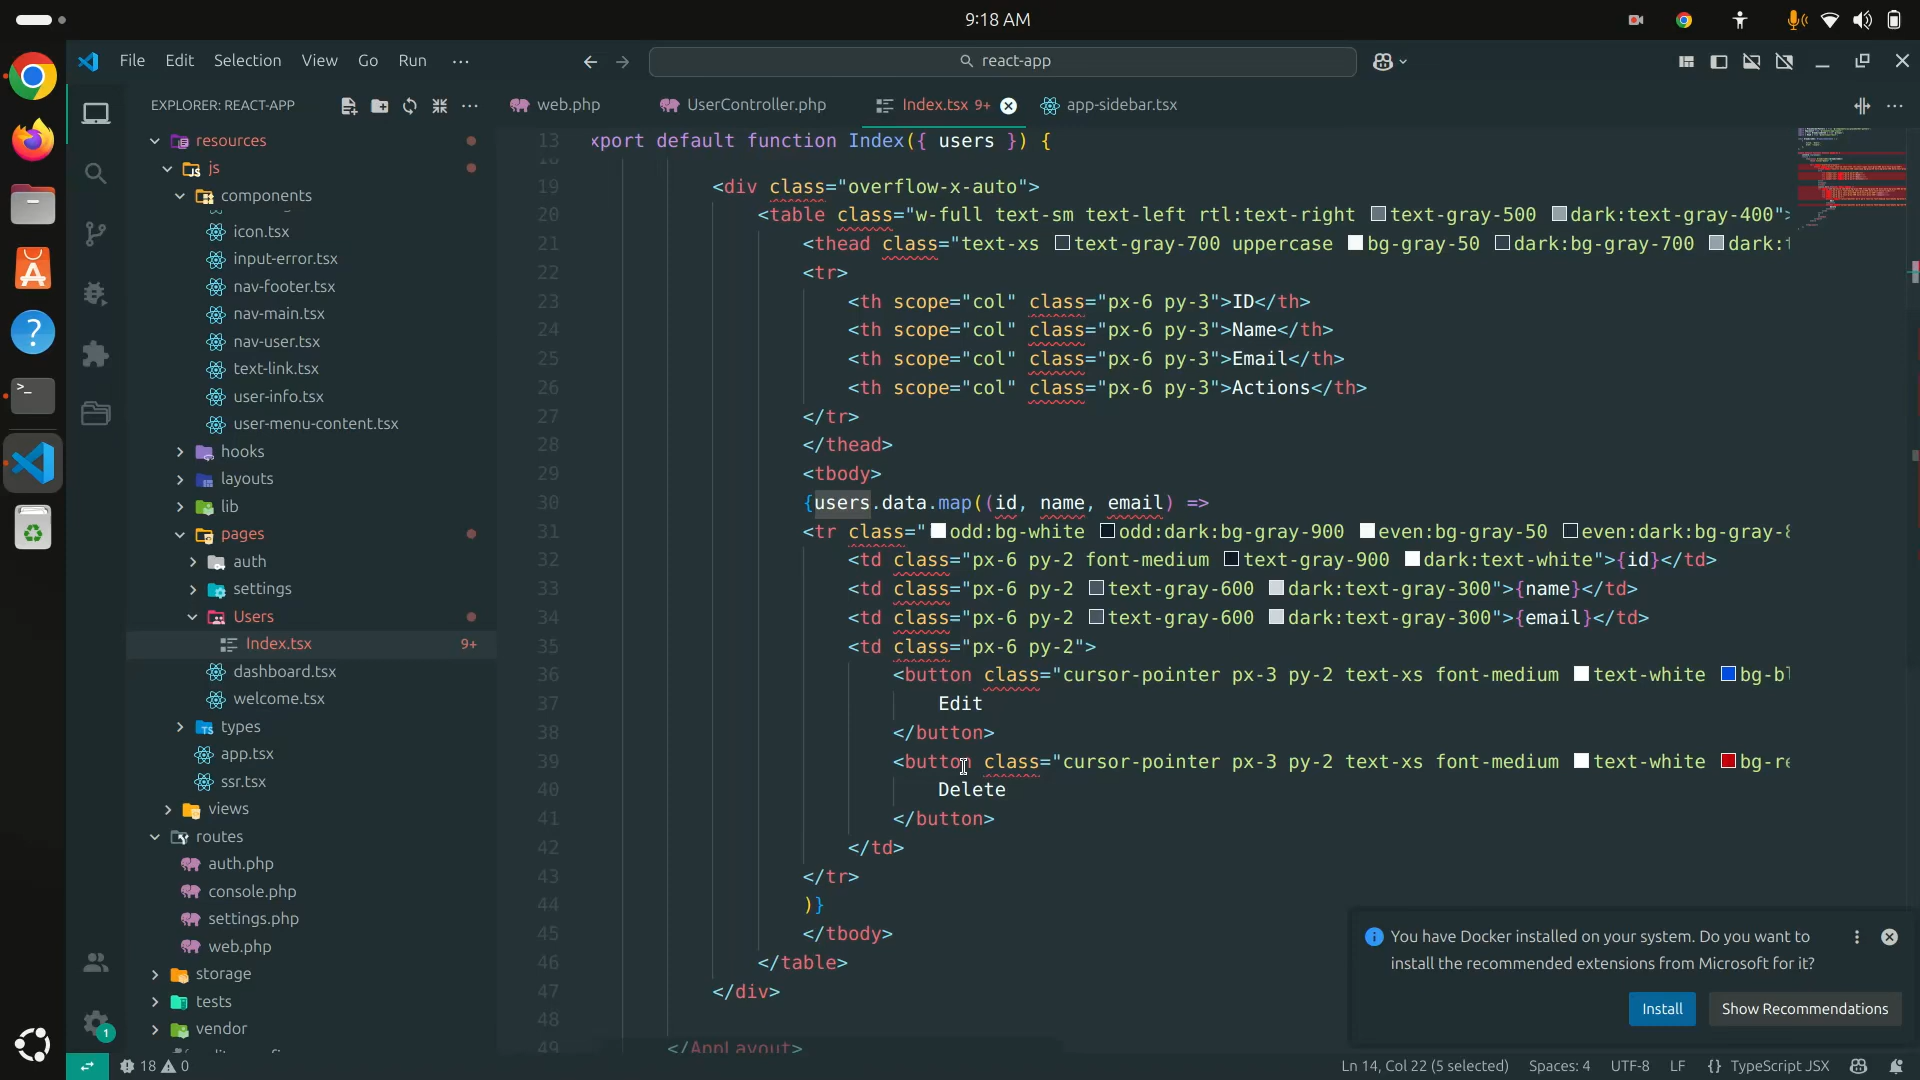 9:18 AM
File Edit Selection View Go Run ...
react-app
EXPLORER: REACT-APP
web.php UserController.php Index.tsx 9+ app-sidebar.tsx
resources
js
components
icon.tsx
input-error.tsx
nav-footer.tsx
nav-main.tsx
nav-user.tsx
text-link.tsx
user-info.tsx
user-menu-content.tsx
hooks
layouts
lib
pages
auth
settings
Users
Index.tsx 9+
dashboard.tsx
welcome.tsx
types
app.tsx
ssr.tsx
views
routes
auth.php
console.php
settings.php
web.php
storage
tests
vendor
13 xport default function Index({ users }) {
19 <div class="overflow-x-auto">
20 <table class="w-full text-sm text-left rtl:text-right text-gray-500 dark:text-gray-400">
21 <thead class="text-xs text-gray-700 uppercase bg-gray-50 dark:bg-gray-700 dark:t
22 <tr>
23 <th scope="col" class="px-6 py-3">ID</th>
24 <th scope="col" class="px-6 py-3">Name</th>
25 <th scope="col" class="px-6 py-3">Email</th>
26 <th scope="col" class="px-6 py-3">Actions</th>
27 </tr>
28 </thead>
29 <tbody>
30 {users.data.map((id, name, email) =>
31 <tr class="odd:bg-white odd:dark:bg-gray-900 even:bg-gray-50 even:dark:bg-gray-8
32 <td class="px-6 py-2 font-medium text-gray-900 dark:text-white">{id}</td>
33 <td class="px-6 py-2 text-gray-600 dark:text-gray-300">{name}</td>
34 <td class="px-6 py-2 text-gray-600 dark:text-gray-300">{email}</td>
35 <td class="px-6 py-2">
36 <button class="cursor-pointer px-3 py-2 text-xs font-medium text-white bg-bl
37 Edit
38 </button>
39 <button class="cursor-pointer px-3 py-2 text-xs font-medium text-white bg-re
40 Delete
41 </button>
42 </td>
43 </tr>
44 )}
45 </tbody>
46 </table>
47 </div>
48
49 </AppLayout>
You have Docker installed on your system. Do you want to
install the recommended extensions from Microsoft for it?
Install Show Recommendations
1
18 0 Ln 14, Col 22 (5 selected) Spaces: 4 UTF-8 LF {} TypeScript JSX